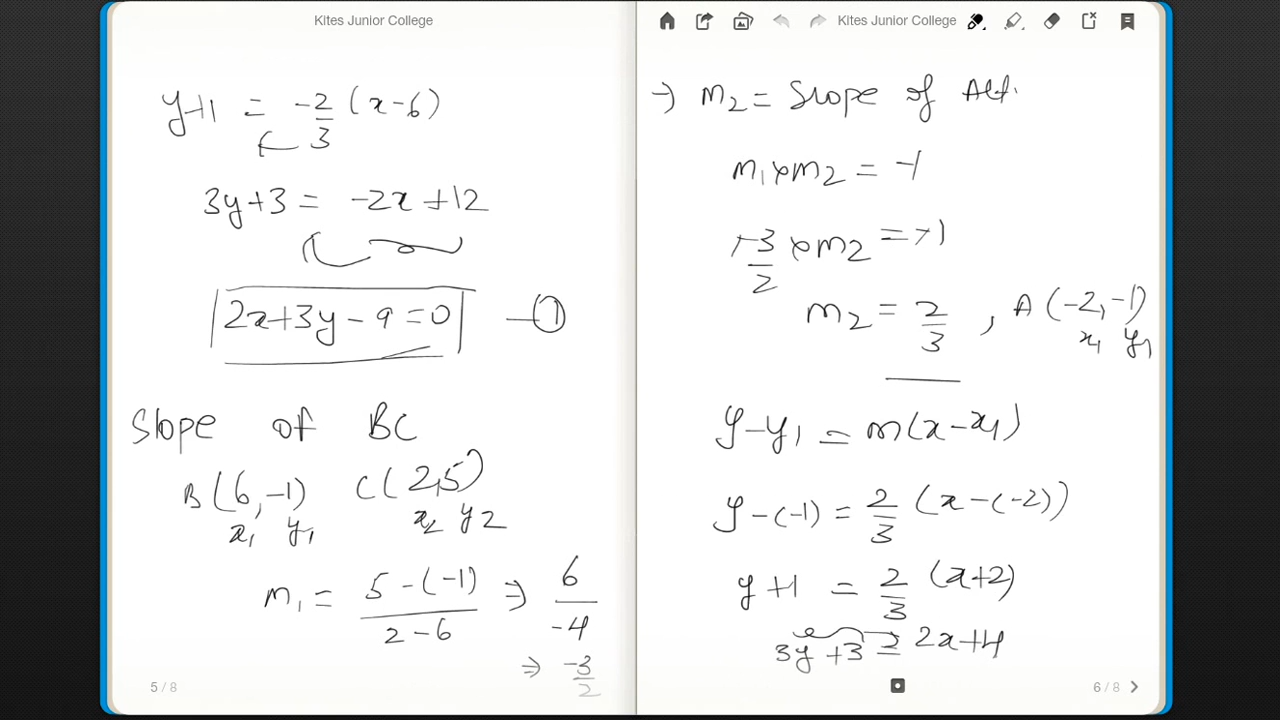 Kites Junior College
y+1 = -2/3 (x-6)
3y+3 = -2x+12
2x+3y-9=0 —①
Slope of BC
B(6,-1) C(2,5)
x₁ y₁ x₂ y₂
m₁ = 5-(-1)/2-6 ⇒ 6/-4
⇒ -3/2
5 / 8
Kites Junior College
→ m₂ = Slope of Alt.
m₁×m₂ = -1
-3/2 ×m₂ = -1
m₂ = 2/3 , A(-2,-1)
x₁ y₁
y-y₁ = m(x-x₁)
y-(-1) = 2/3 (x-(-2))
y+1 = 2/3 (x+2)
3y+3 = 2x+4
6 / 8